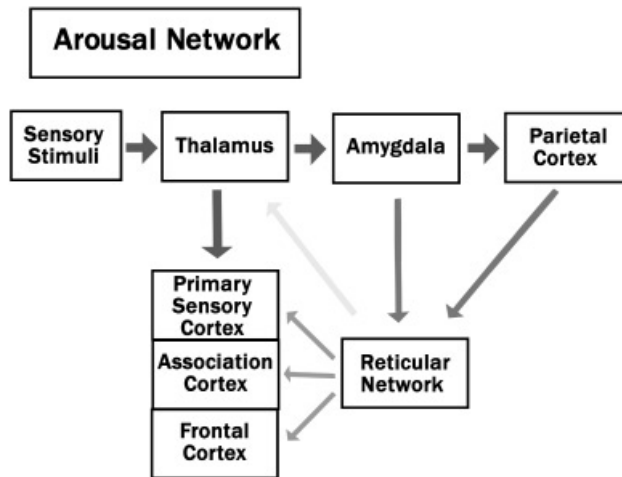 Arousal Network
Sensory
Stimuli
Thalamus
Amygdala
Parietal
Cortex
Primary
Sensory
Cortex
Association
Cortex
Frontal
Cortex
Reticular
Network